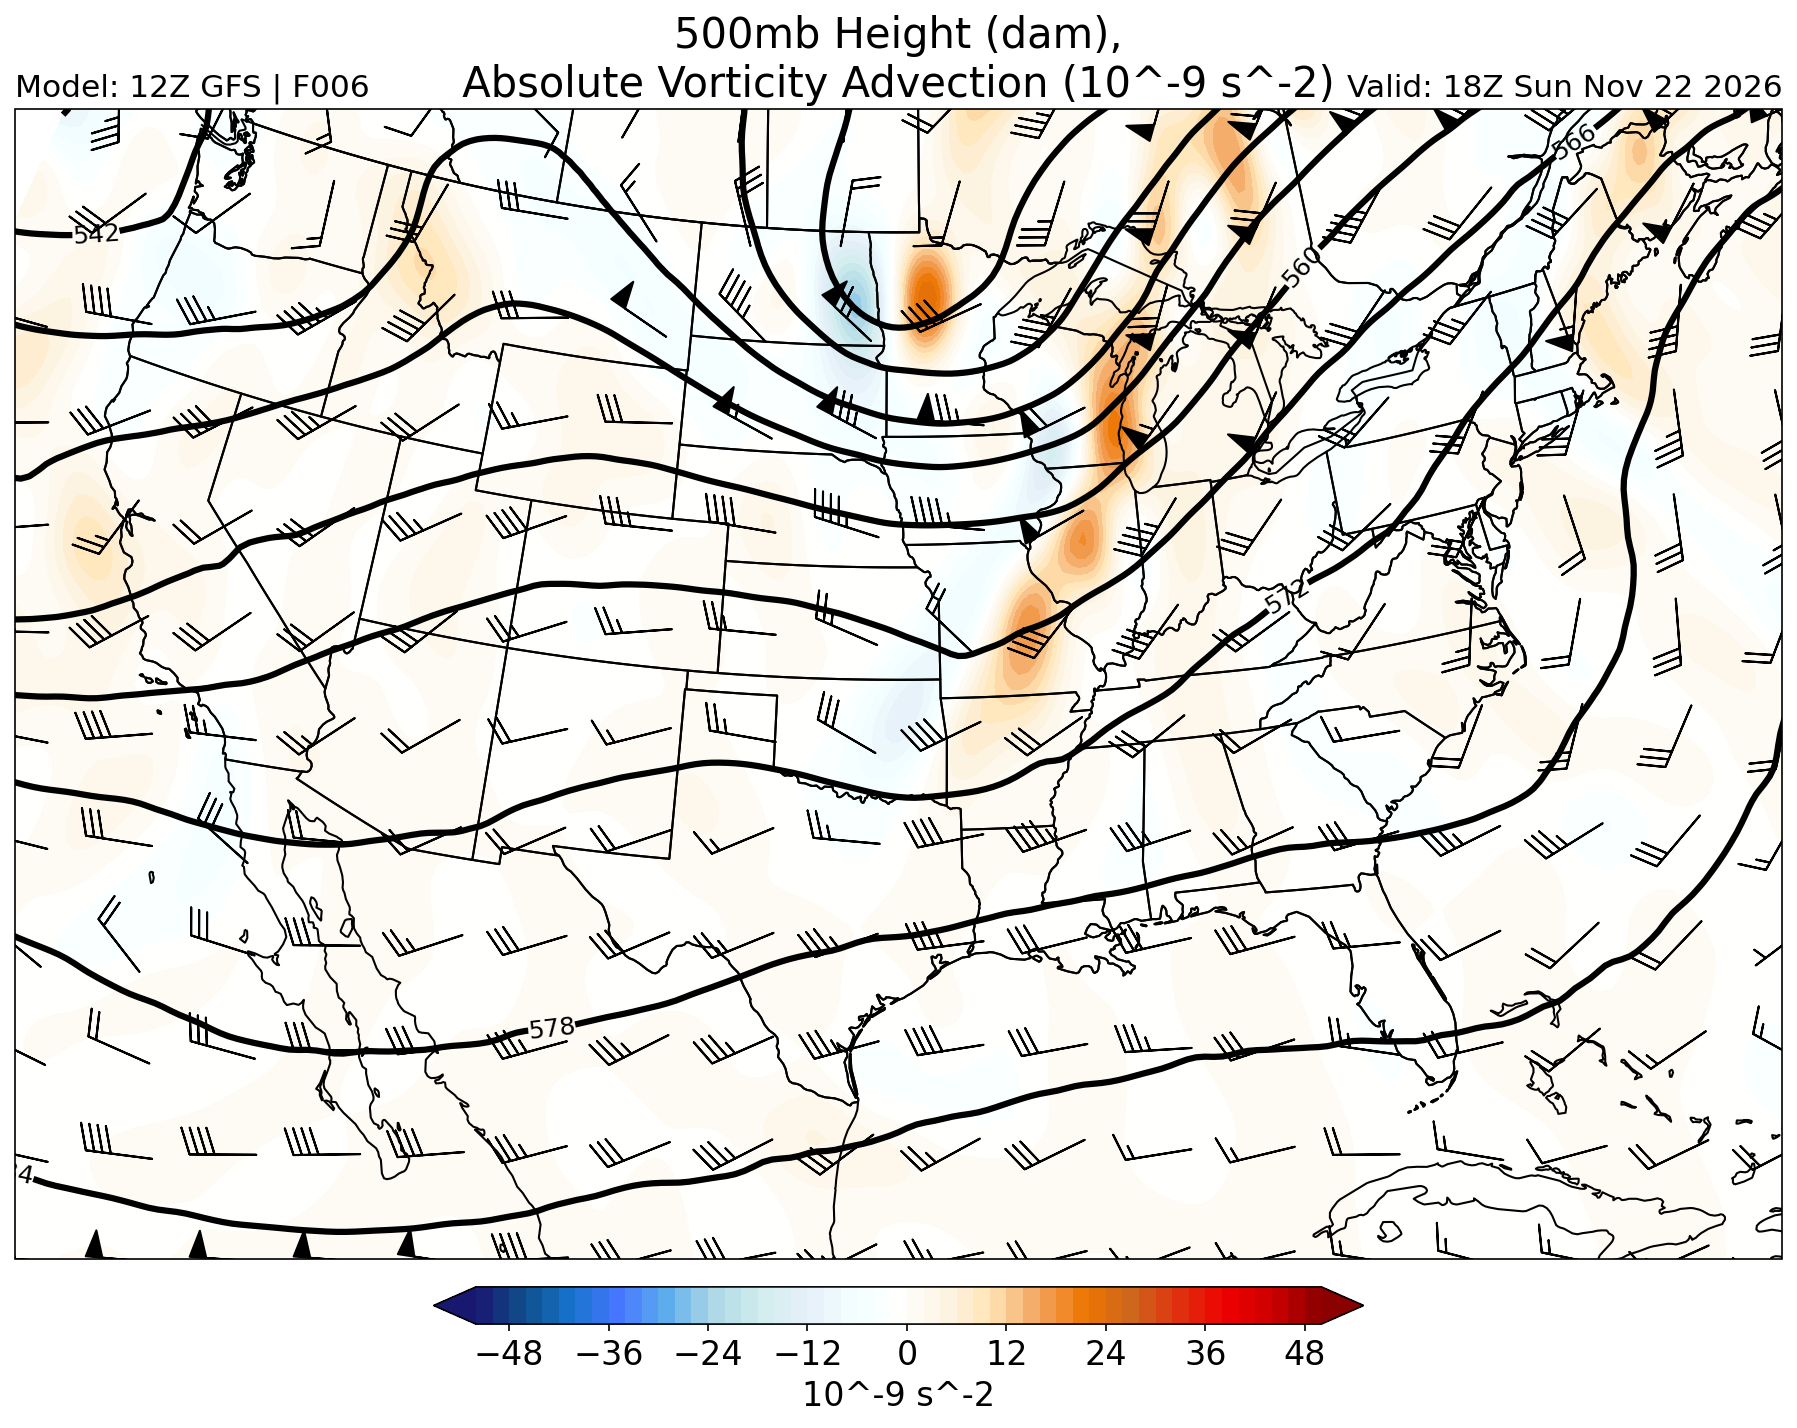 500mb Height (dam),
Model: 12Z GFS | F006
Absolute Vorticity Advection (10^-9 s^-2)
Valid: 18Z Sun Nov 22 2026
566
542
560
572
578
4
−48 −36 −24 −12 0 12 24 36 48
10^-9 s^-2